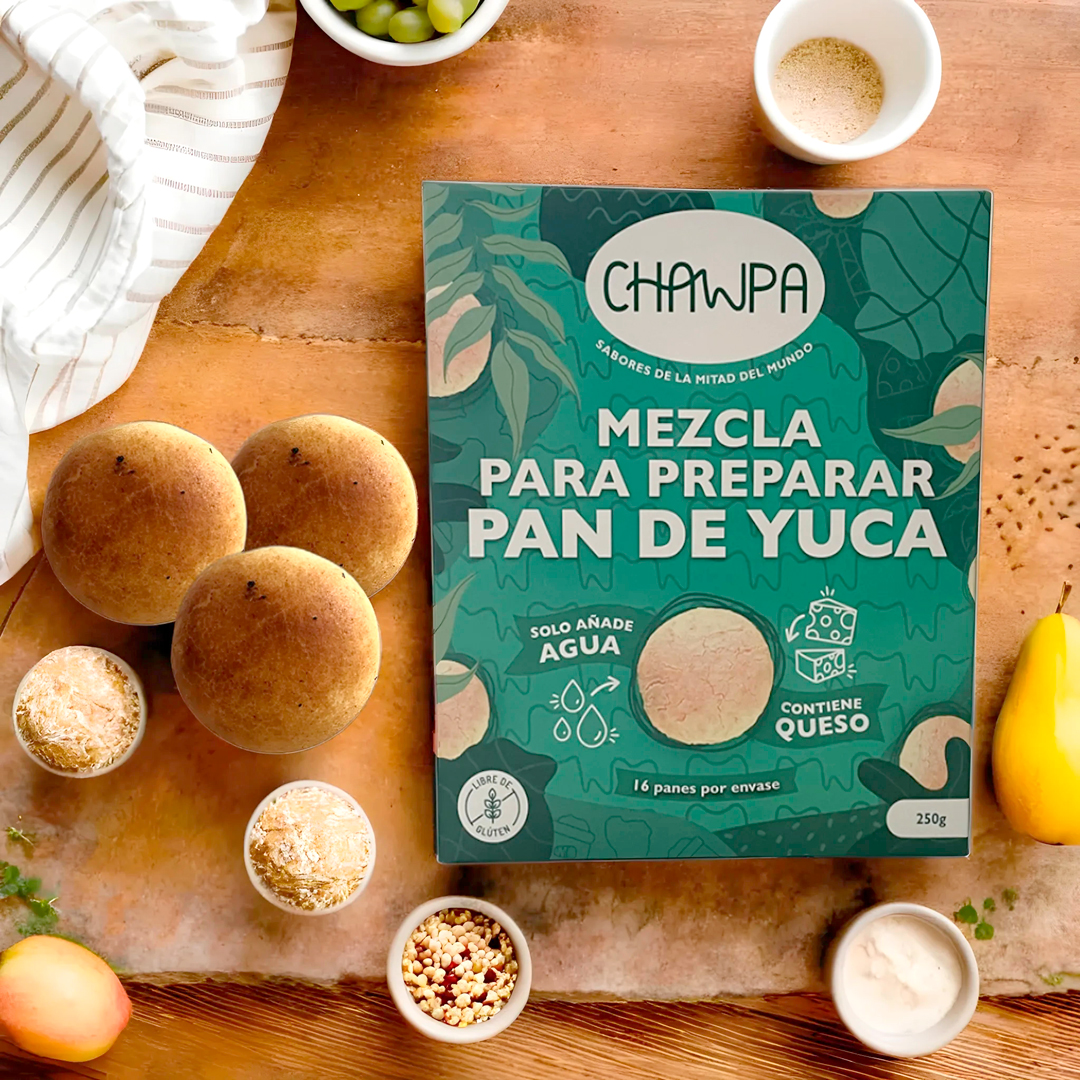 CHAWPA
SABORES DE LA MITAD DEL MUNDO
MEZCLA
PARA PREPARAR
PAN DE YUCA
SOLO AÑADE
AGUA
CONTIENE
QUESO
16 panes por envase
LIBRE DE
GLÚTEN
250g